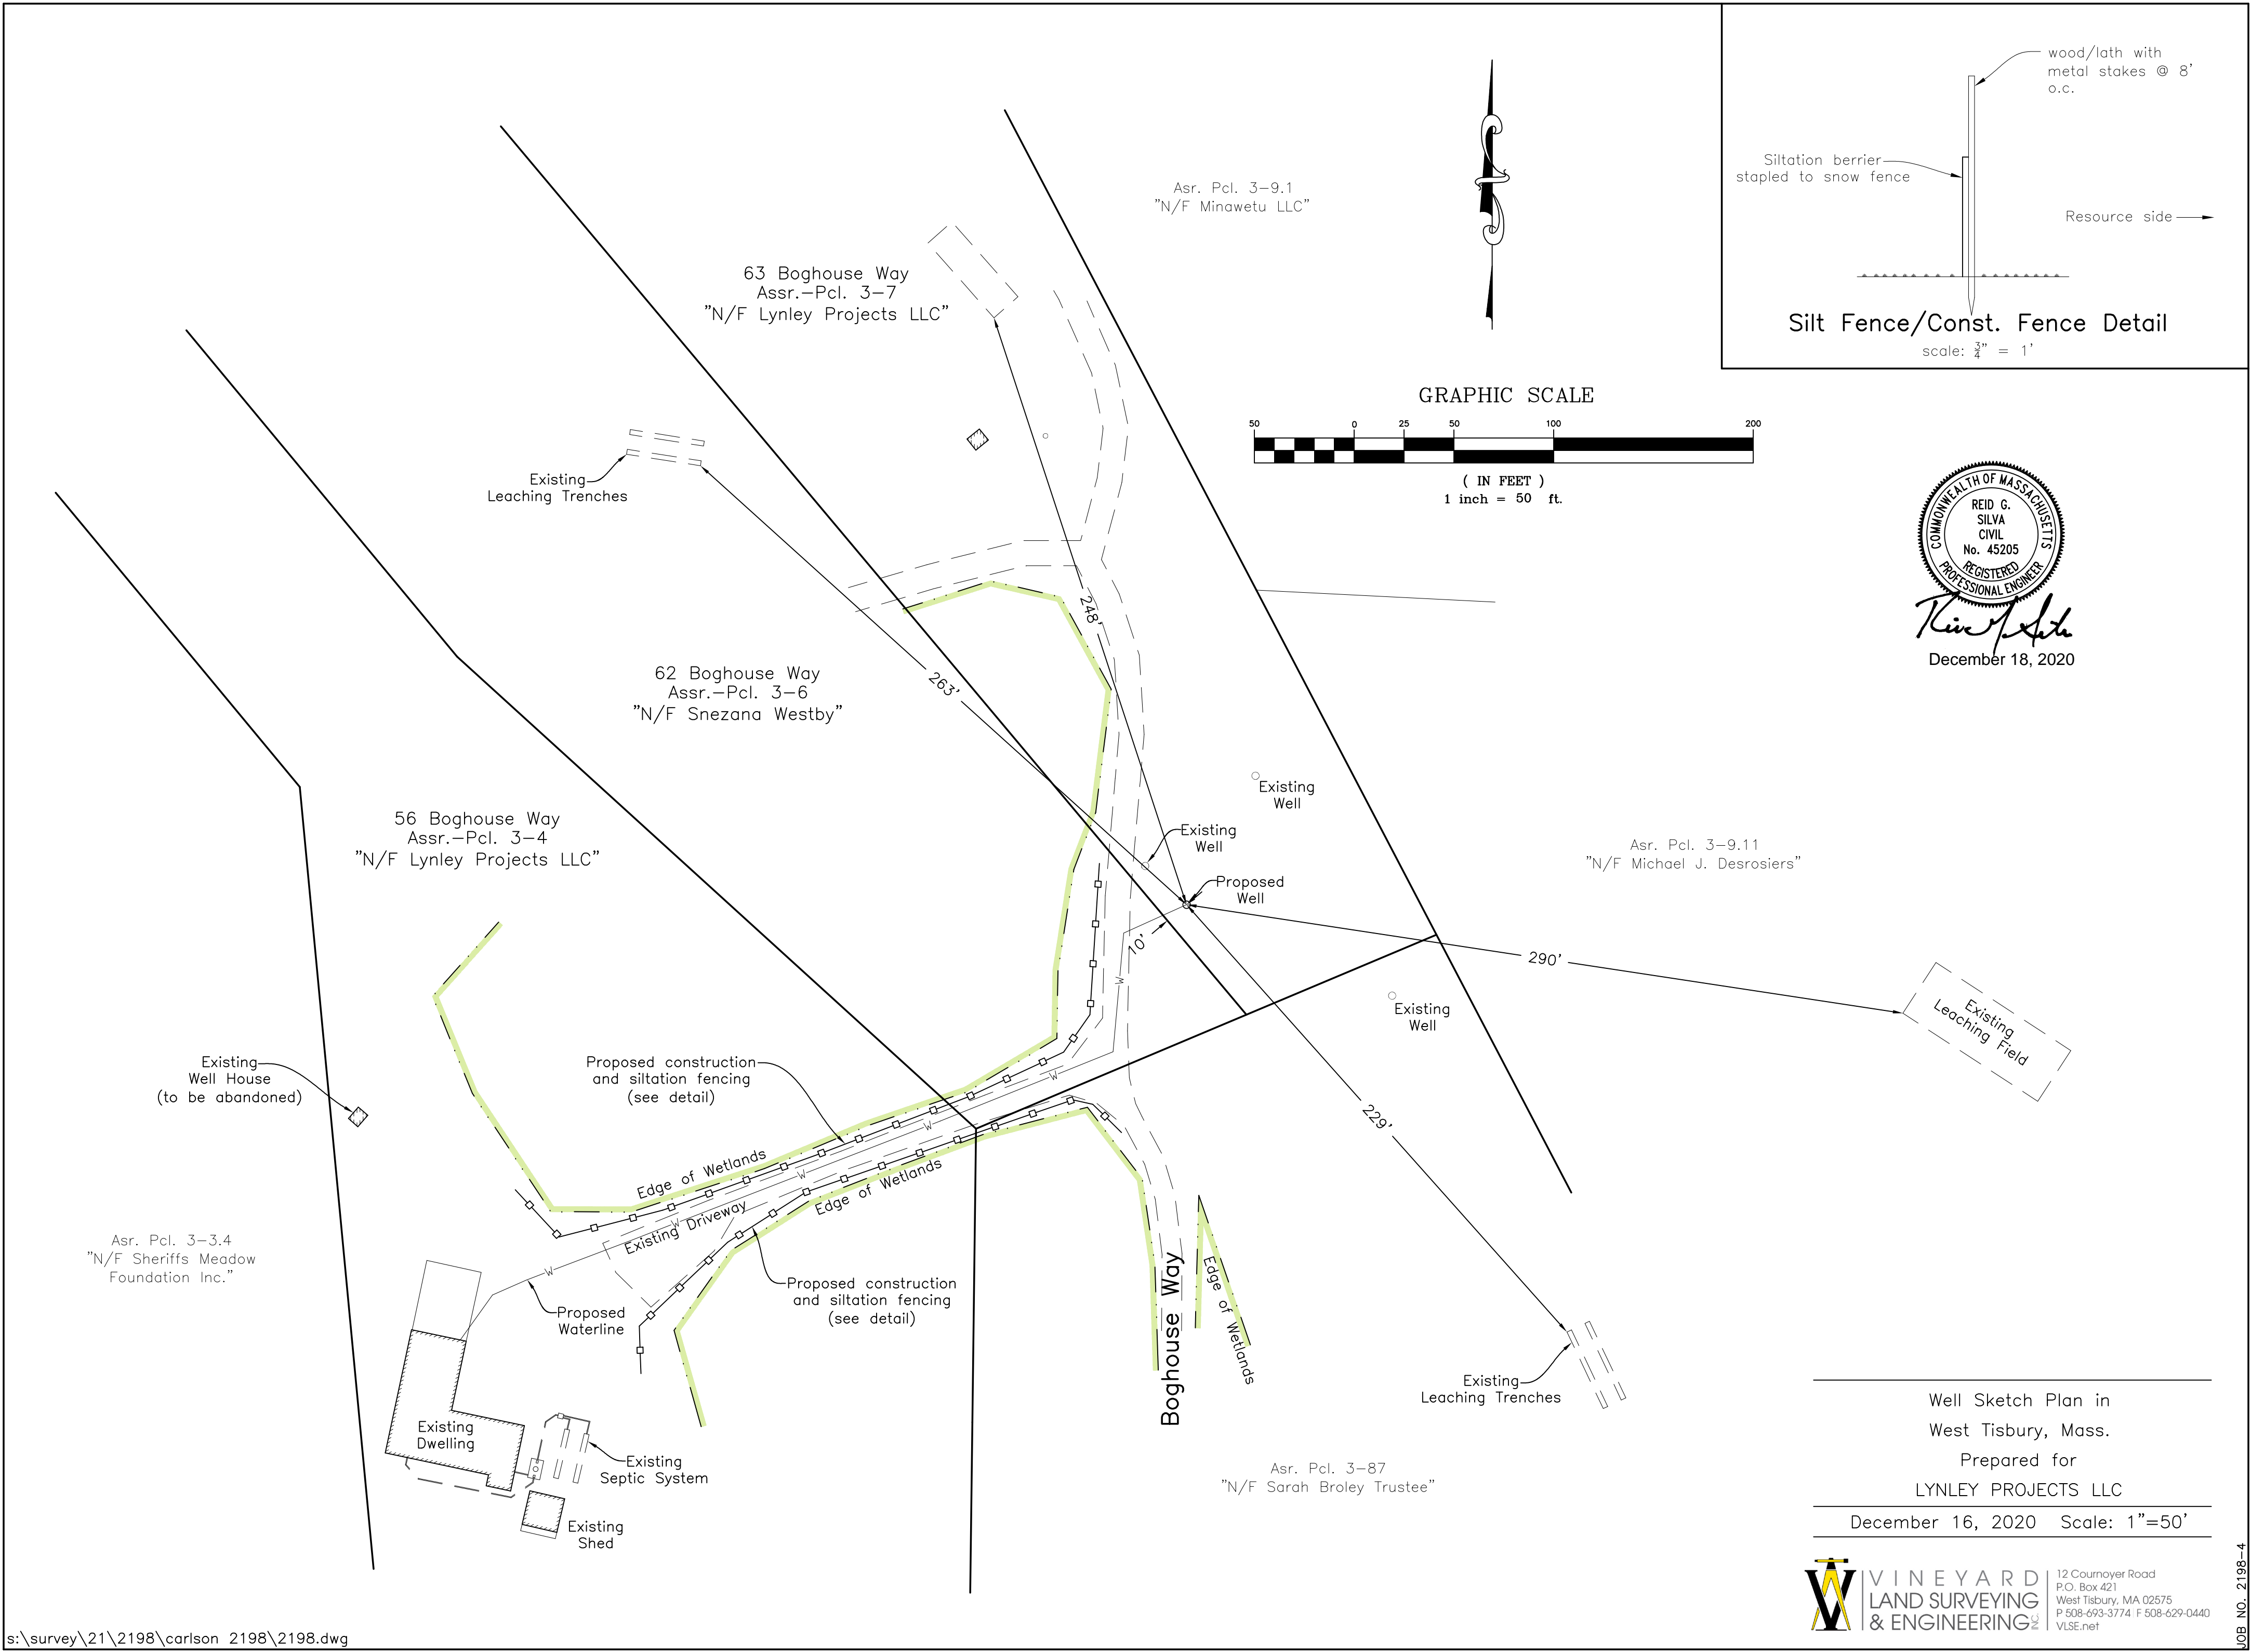 wood/lath with
metal stakes @ 8'
o.c.
Siltation berrier
stapled to snow fence
Resource side
Silt Fence/Const. Fence Detail
scale: 3/4" = 1'
Asr. Pcl. 3-9.1
"N/F Minawetu LLC"
63 Boghouse Way
Assr.-Pcl. 3-7
"N/F Lynley Projects LLC"
GRAPHIC SCALE
50 0 25 50 100 200
( IN FEET )
1 inch = 50 ft.
COMMONWEALTH OF MASSACHUSETTS
REID G.
SILVA
CIVIL
No. 45205
REGISTERED
PROFESSIONAL ENGINEER
December 18, 2020
Existing
Leaching Trenches
248'
263'
62 Boghouse Way
Assr.-Pcl. 3-6
"N/F Snezana Westby"
Existing
Well
56 Boghouse Way
Assr.-Pcl. 3-4
"N/F Lynley Projects LLC"
Existing
Well
Proposed
Well
Asr. Pcl. 3-9.11
"N/F Michael J. Desrosiers"
10'
290'
W
Existing
Well
Existing
Leaching Field
Existing
Well House
(to be abandoned)
Proposed construction
and siltation fencing
(see detail)
W
W
229'
Edge of Wetlands
W
Edge of Wetlands
W
Existing Driveway
Asr. Pcl. 3-3.4
"N/F Sheriffs Meadow
Foundation Inc."
W
Proposed
Waterline
Proposed construction
and siltation fencing
(see detail)
Boghouse Way
Edge of Wetlands
Existing
Leaching Trenches
Existing
Dwelling
Existing
Septic System
Existing
Shed
Asr. Pcl. 3-87
"N/F Sarah Broley Trustee"
Well Sketch Plan in
West Tisbury, Mass.
Prepared for
LYNLEY PROJECTS LLC
December 16, 2020 Scale: 1"=50'
VINEYARD
LAND SURVEYING
& ENGINEERING INC.
12 Cournoyer Road
P.O. Box 421
West Tisbury, MA 02575
P 508-693-3774 F 508-629-0440
VLSE.net
JOB NO. 2198-4
s:\survey\21\2198\carlson 2198\2198.dwg